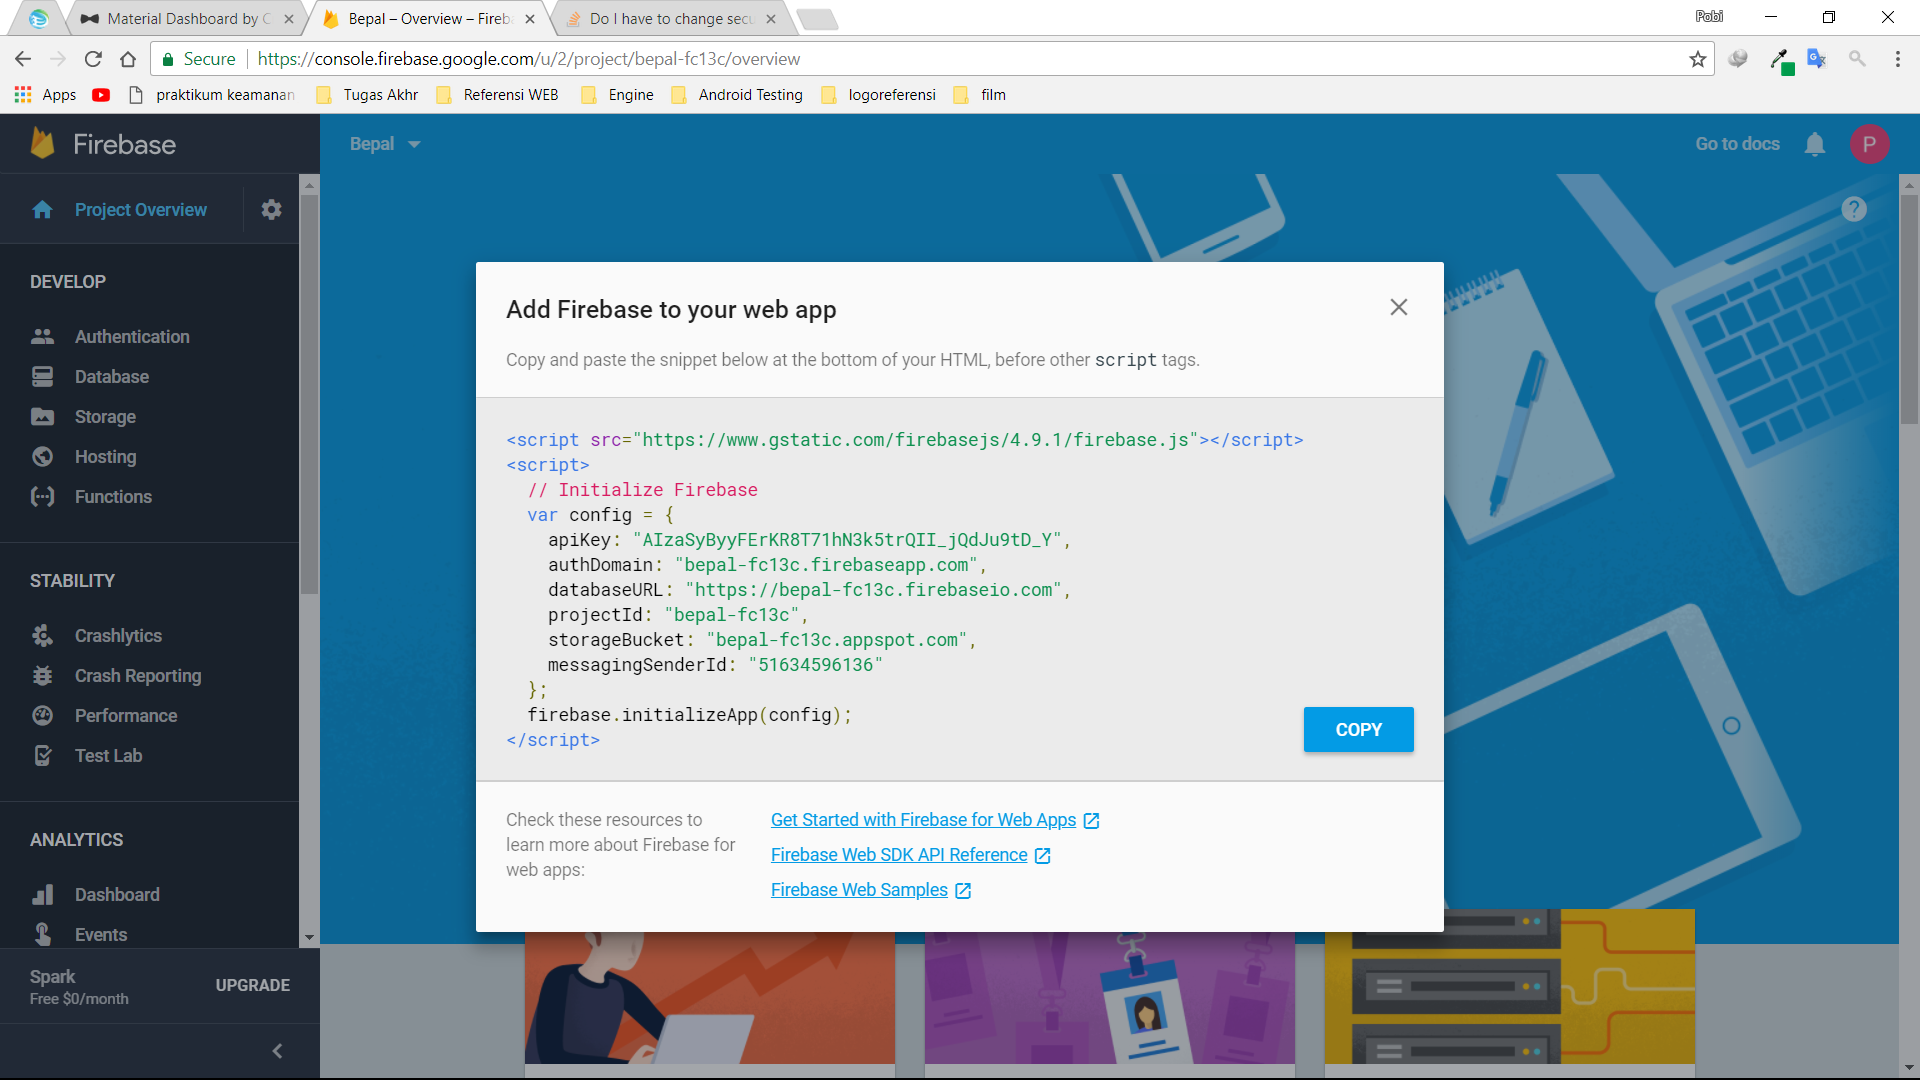 Material Dashboard by C
Bepal – Overview – Fireb
Do I have to change secu
Pobi
Secure
https://console.firebase.google.com/u/2/project/bepal-fc13c/overview
Apps
praktikum keamanan
Tugas Akhr
Referensi WEB
Engine
Android Testing
logoreferensi
film
Firebase
Bepal
Go to docs
P
Project Overview
?
DEVELOP
Authentication
Database
Storage
Hosting
Functions
STABILITY
Crashlytics
Crash Reporting
Performance
Test Lab
ANALYTICS
Dashboard
Events
Spark
Free $0/month
UPGRADE
Add Firebase to your web app
Copy and paste the snippet below at the bottom of your HTML, before other script tags.
<script src="https://www.gstatic.com/firebasejs/4.9.1/firebase.js"></script>
<script>
// Initialize Firebase
var config = {
apiKey: "AIzaSyByyFErKR8T71hN3k5trQII_jQdJu9tD_Y",
authDomain: "bepal-fc13c.firebaseapp.com",
databaseURL: "https://bepal-fc13c.firebaseio.com",
projectId: "bepal-fc13c",
storageBucket: "bepal-fc13c.appspot.com",
messagingSenderId: "51634596136"
};
firebase.initializeApp(config);
</script>
COPY
Check these resources to
learn more about Firebase for
web apps:
Get Started with Firebase for Web Apps
Firebase Web SDK API Reference
Firebase Web Samples